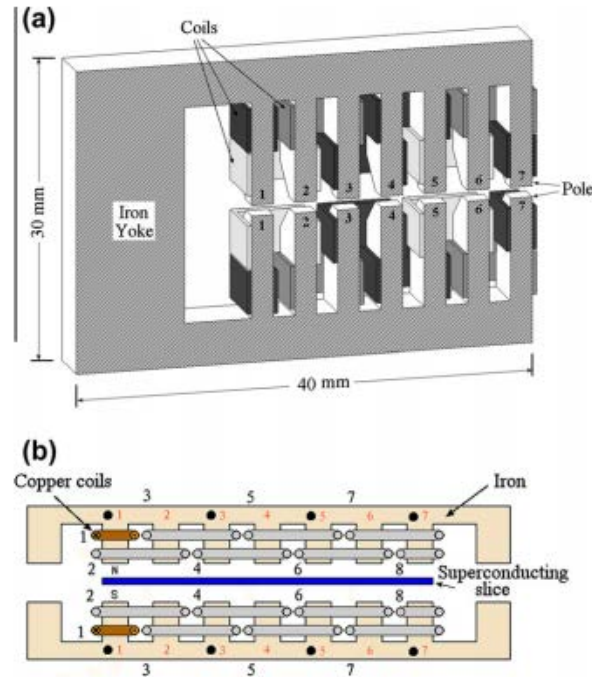 (a)
Coils
1 2 3 4 5 6 7
Pole
1 2 3 4 5 6 7
Iron
Yoke
30 mm
40 mm
(b)
Copper coils
3 5 7
Iron
1 2 3 4 5 6 7
1
2 N 4 6 8
Superconducting
slice
2 S 4 6 8
1
1 2 3 4 5 6 7
3 5 7